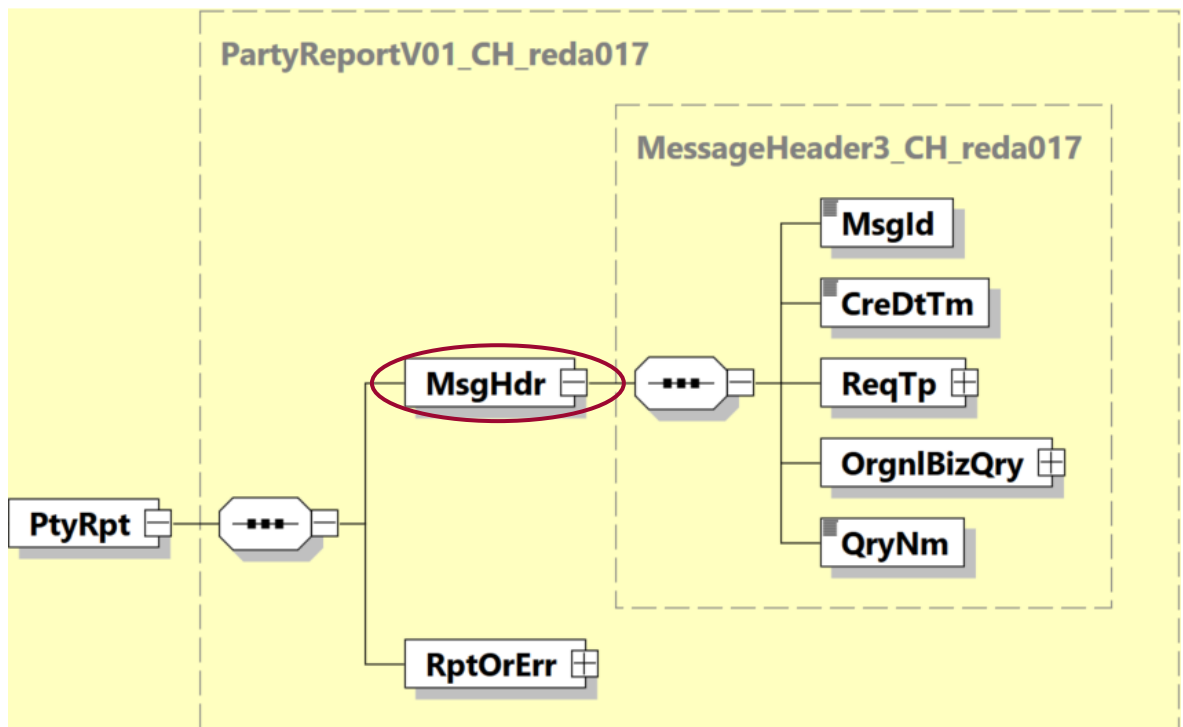 PartyReportV01_CH_reda017
MessageHeader3_CH_reda017
MsgId
CreDtTm
MsgHdr
ReqTp
OrgnlBizQry
PtyRpt
QryNm
RptOrErr